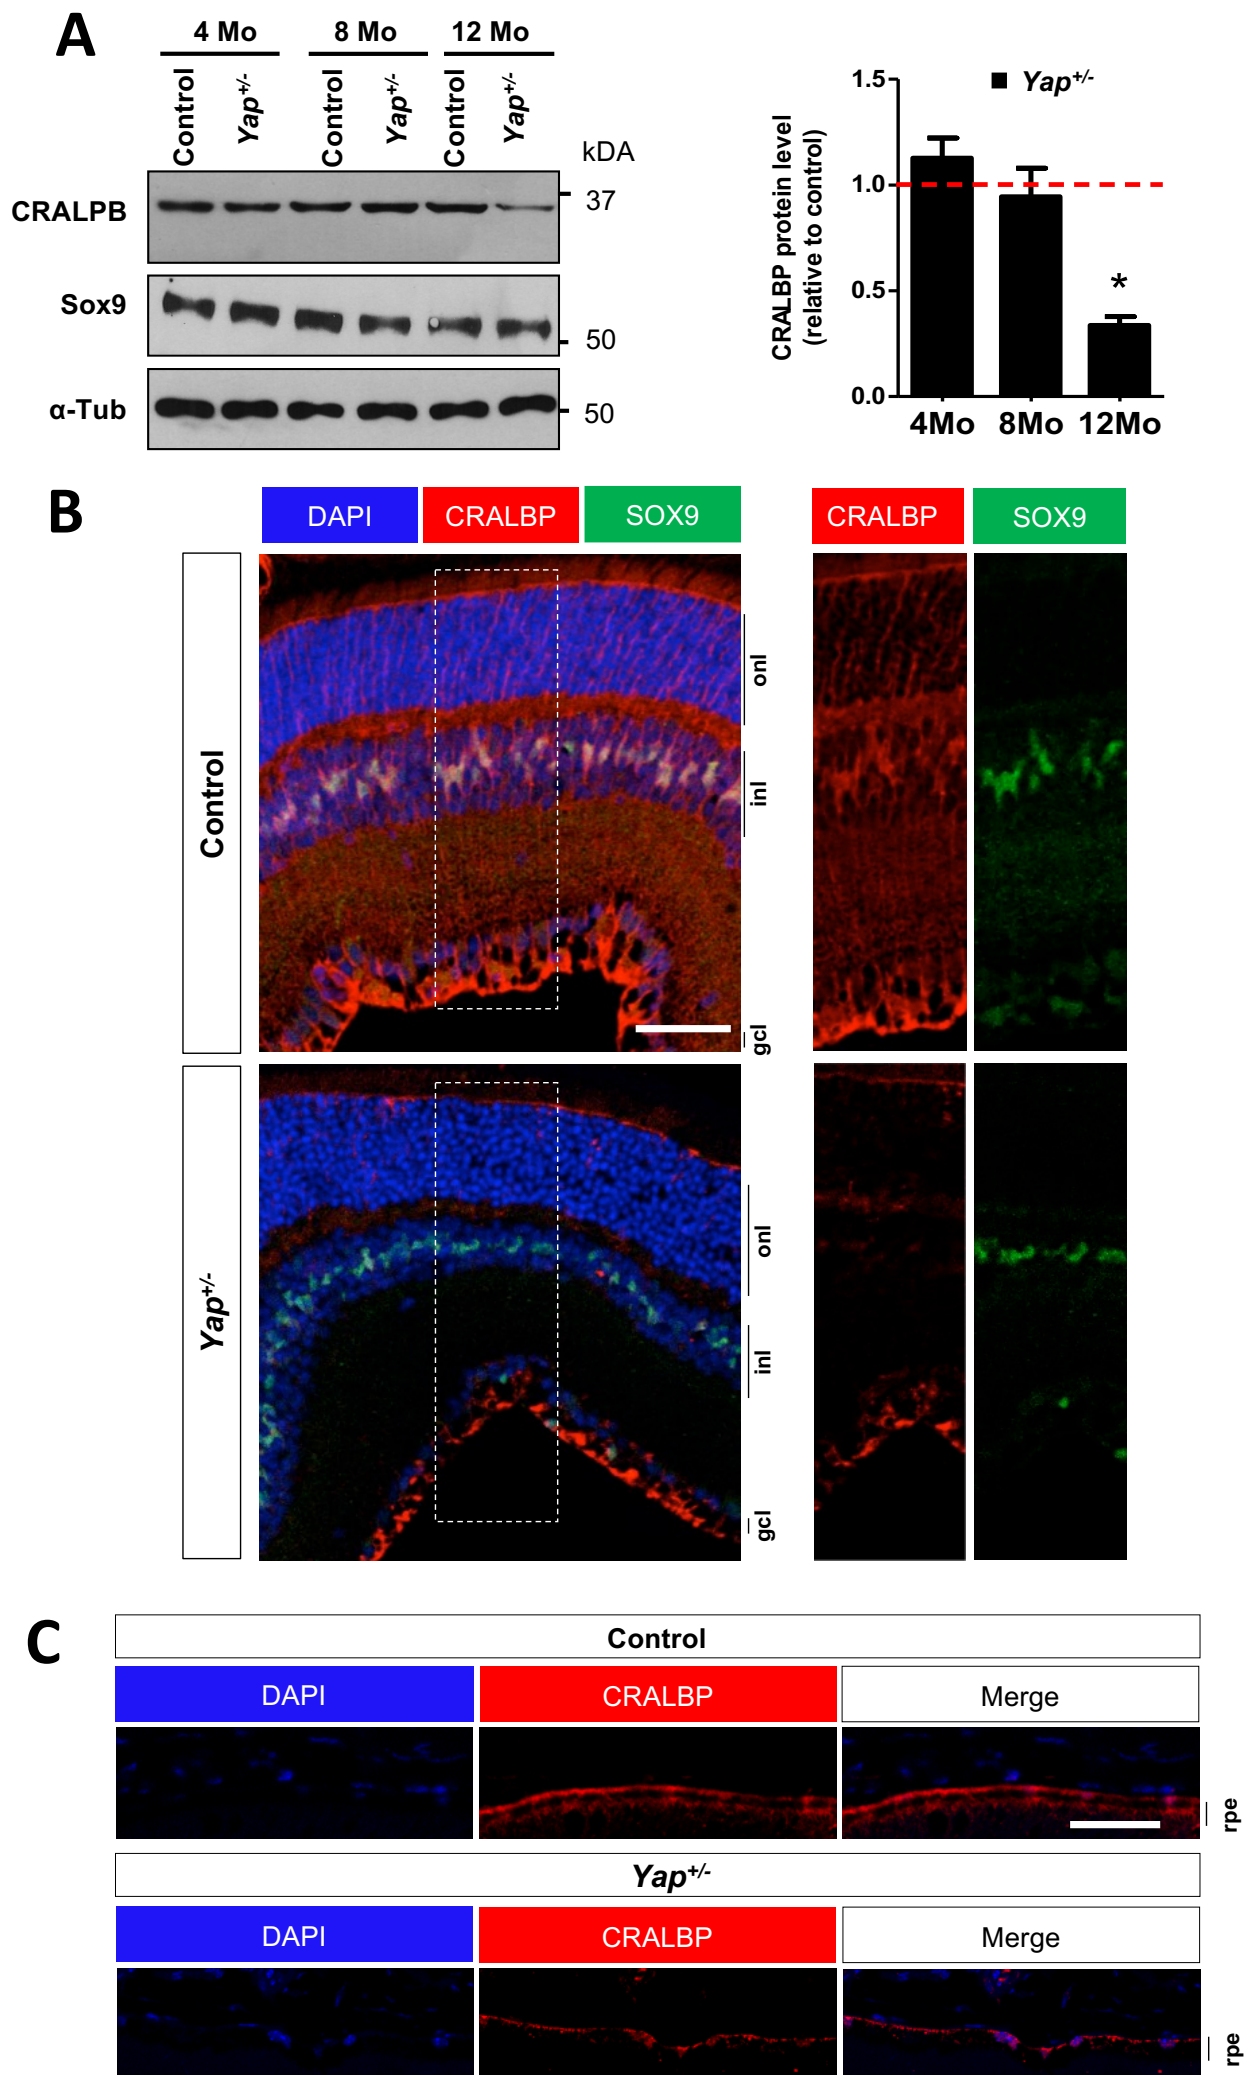 A
4 Mo 8 Mo 12 Mo
Control Yap+/- Control Yap+/- Control Yap+/-
kDA
CRALPB 37
Sox9 50
α-Tub 50
Yap+/-
CRALBP protein level
(relative to control)
1.5
1.0
0.5
0.0
*
4Mo 8Mo 12Mo
B
DAPI CRALBP SOX9 CRALBP SOX9
Control
onl
inl
gcl
Yap+/-
onl
inl
gcl
C
Control
DAPI CRALBP Merge
rpe
Yap+/-
DAPI CRALBP Merge
rpe